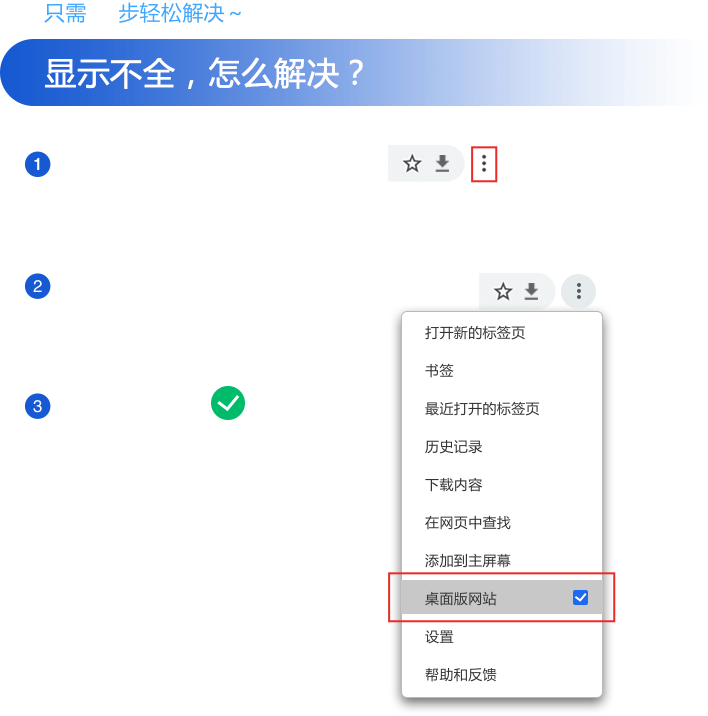 只需 步轻松解决～
显示不全，怎么解决？
1
2
打开新的标签页
书签
最近打开的标签页
3
历史记录
下载内容
在网页中查找
添加到主屏幕
桌面版网站
设置
帮助和反馈